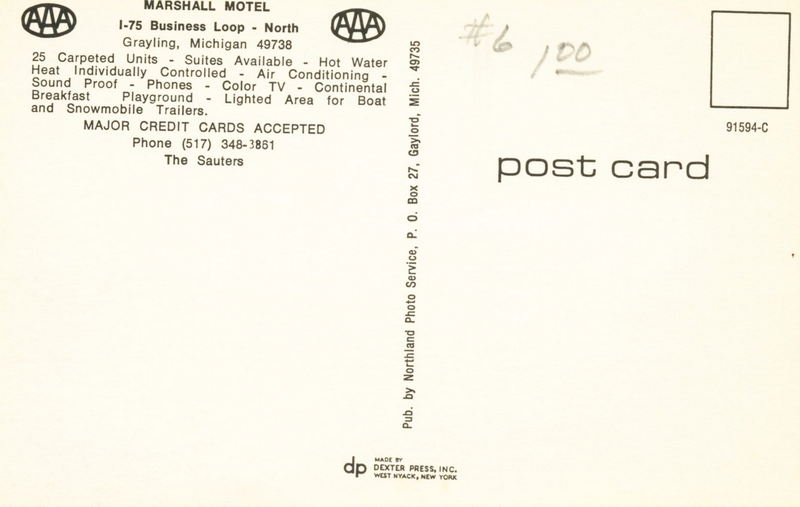 MARSHALL MOTEL
AAA
I-75 Business Loop - North
AAA
Grayling, Michigan 49738
25 Carpeted Units - Suites Available - Hot Water
Heat Individually Controlled - Air Conditioning -
Sound Proof - Phones - Color TV - Continental
Breakfast Playground - Lighted Area for Boat
and Snowmobile Trailers.
MAJOR CREDIT CARDS ACCEPTED
Phone (517) 348-3861
The Sauters
Pub. by Northland Photo Service, P. O. Box 27, Gaylord, Mich. 49735
#6 1.00
91594-C
post card
dp
MADE BY
DEXTER PRESS, INC.
WEST NYACK, NEW YORK